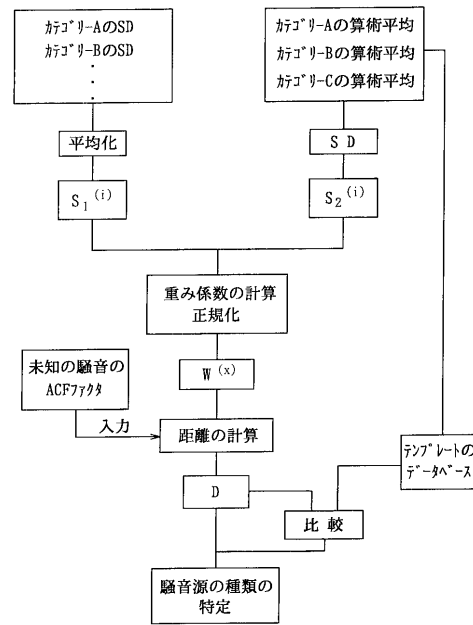 ｶﾃｺﾞﾘｰAのSD
ｶﾃｺﾞﾘｰBのSD
⋮
ｶﾃｺﾞﾘｰAの算術平均
ｶﾃｺﾞﾘｰBの算術平均
ｶﾃｺﾞﾘｰCの算術平均
平均化
S D
S₁⁽ⁱ⁾
S₂⁽ⁱ⁾
重み係数の計算
正規化
未知の騒音の
ACFﾌｧｸﾀ
W⁽ˣ⁾
入力
距離の計算
ﾃﾝﾌﾟﾚｰﾄの
ﾃﾞｰﾀﾍﾞｰｽ
D
比 較
騒音源の種類の
特定